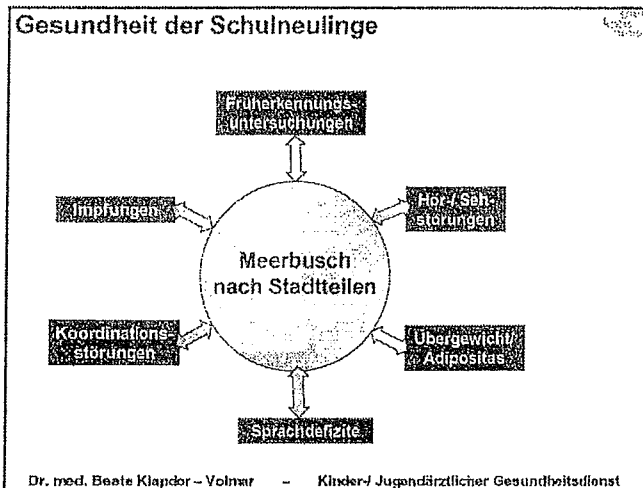 Gesundheit der Schulneulinge
Früherkennungs-
untersuchungen
Impfungen
Hör-/ Seh-
störungen
Meerbusch
nach Stadtteilen
Koordinations-
störungen
Übergewicht/
Adipositas
Sprachdefizite
Dr. med. Beate Klapdor – Volmar – Kinder-/ Jugendärztlicher Gesundheitsdienst